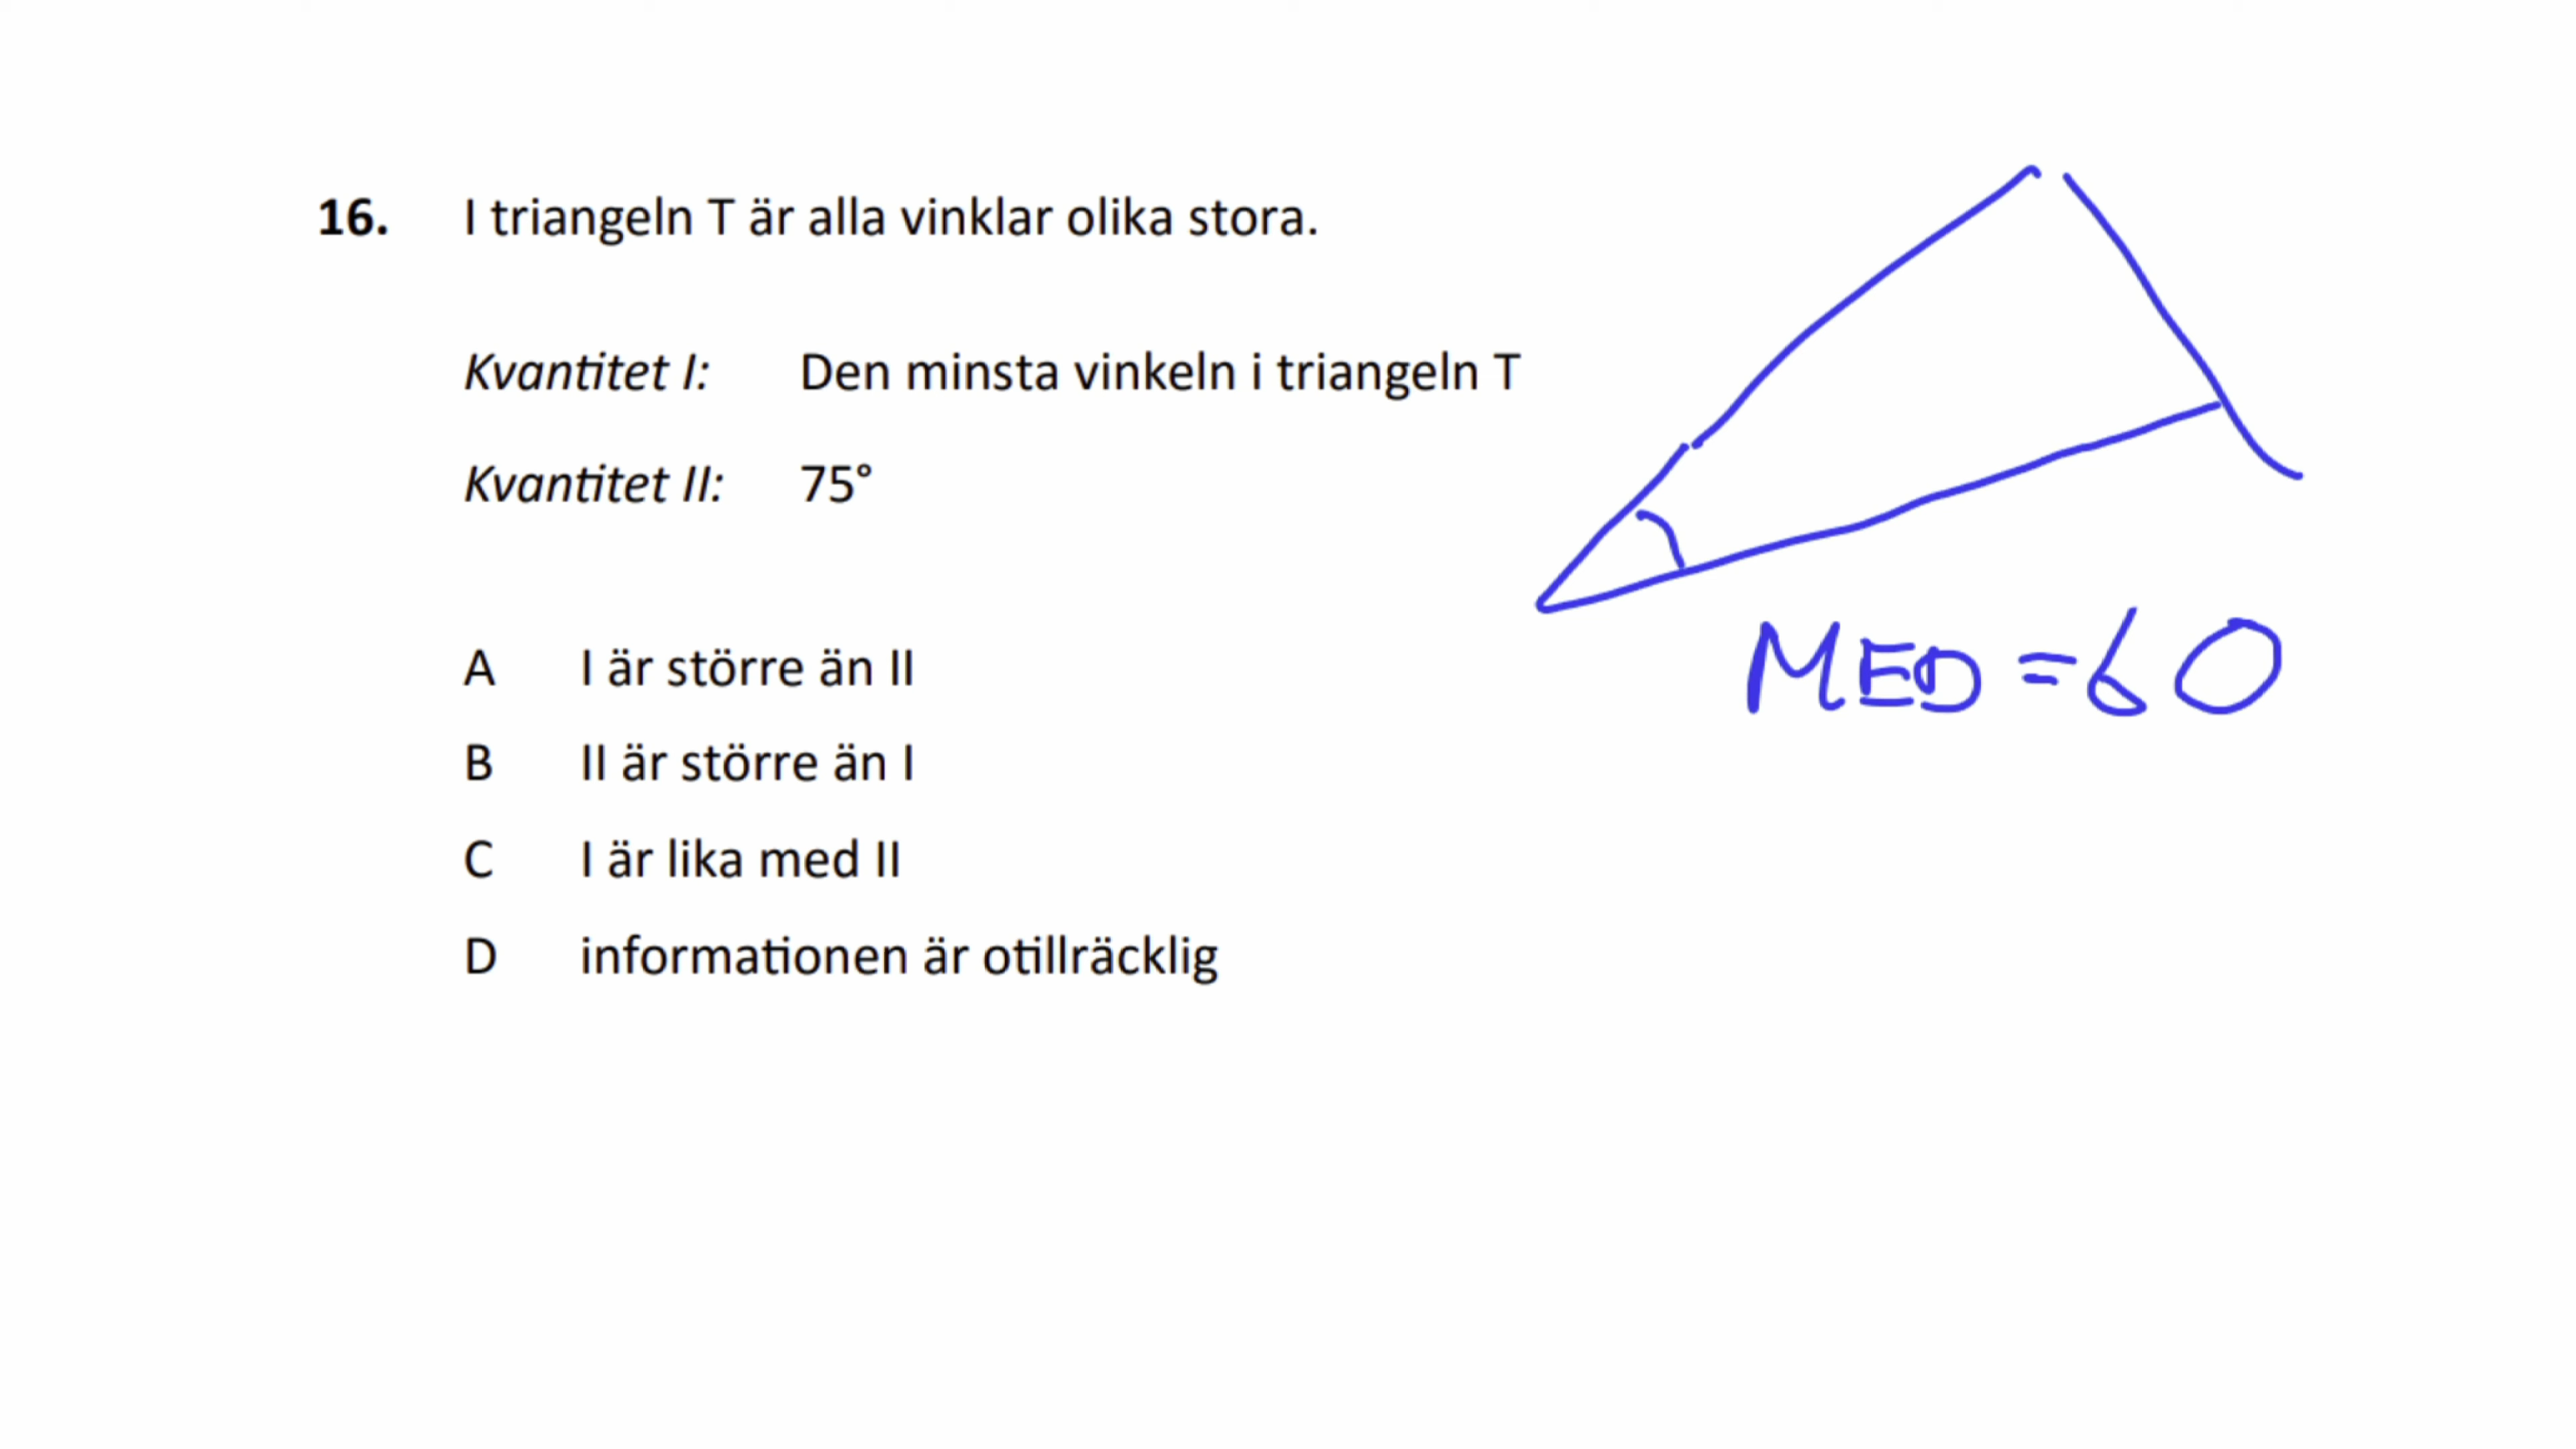 16. I triangeln T är alla vinklar olika stora.
Kvantitet I: Den minsta vinkeln i triangeln T
Kvantitet II: 75°
MED = 60
A I är större än II
B II är större än I
C I är lika med II
D informationen är otillräcklig